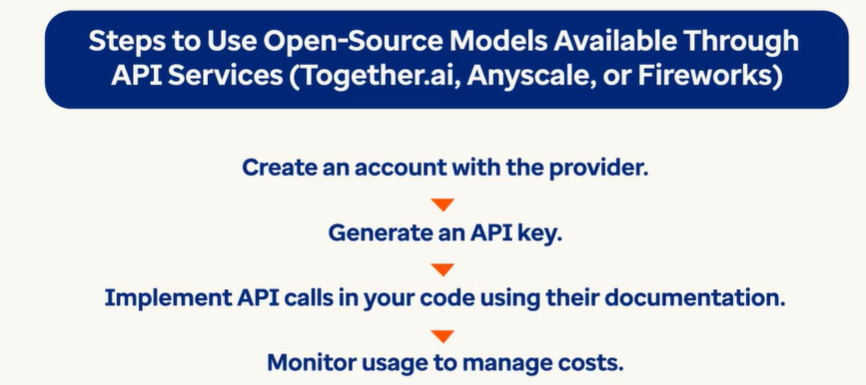 Steps to Use Open-Source Models Available Through
API Services (Together.ai, Anyscale, or Fireworks)
Create an account with the provider.
Generate an API key.
Implement API calls in your code using their documentation.
Monitor usage to manage costs.